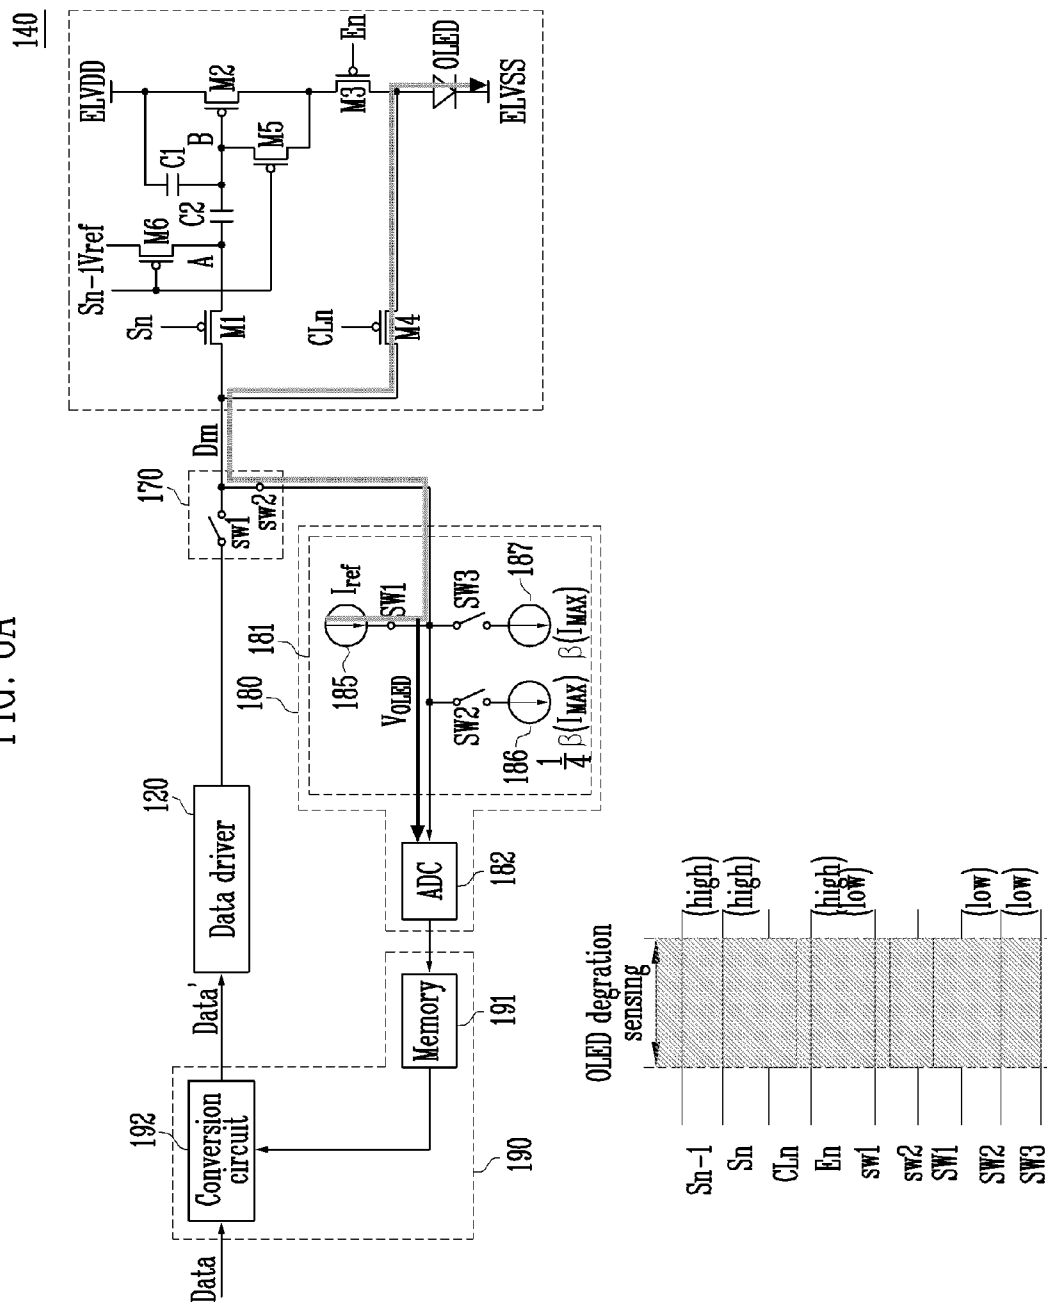 FIG. 6A
140
ELVDD
M2
En
M3
OLED
ELVSS
B
M5
C1
C2
M6
A
Sn-1
Vref
Sn
M1
CLn
M4
Dm
170
sw1
sw2
180
181
Iref
185
SW1
SW3
187
β(IMAX)
VOLED
SW2
186
1/4 β(IMAX)
120
Data driver
Data'
ADC
182
Memory
191
192
Conversion
circuit
190
Data
OLED degration
sensing
Sn-1 (high)
Sn (high)
CLn
En (high)
sw1 (low)
sw2
SW1
SW2 (low)
SW3 (low)